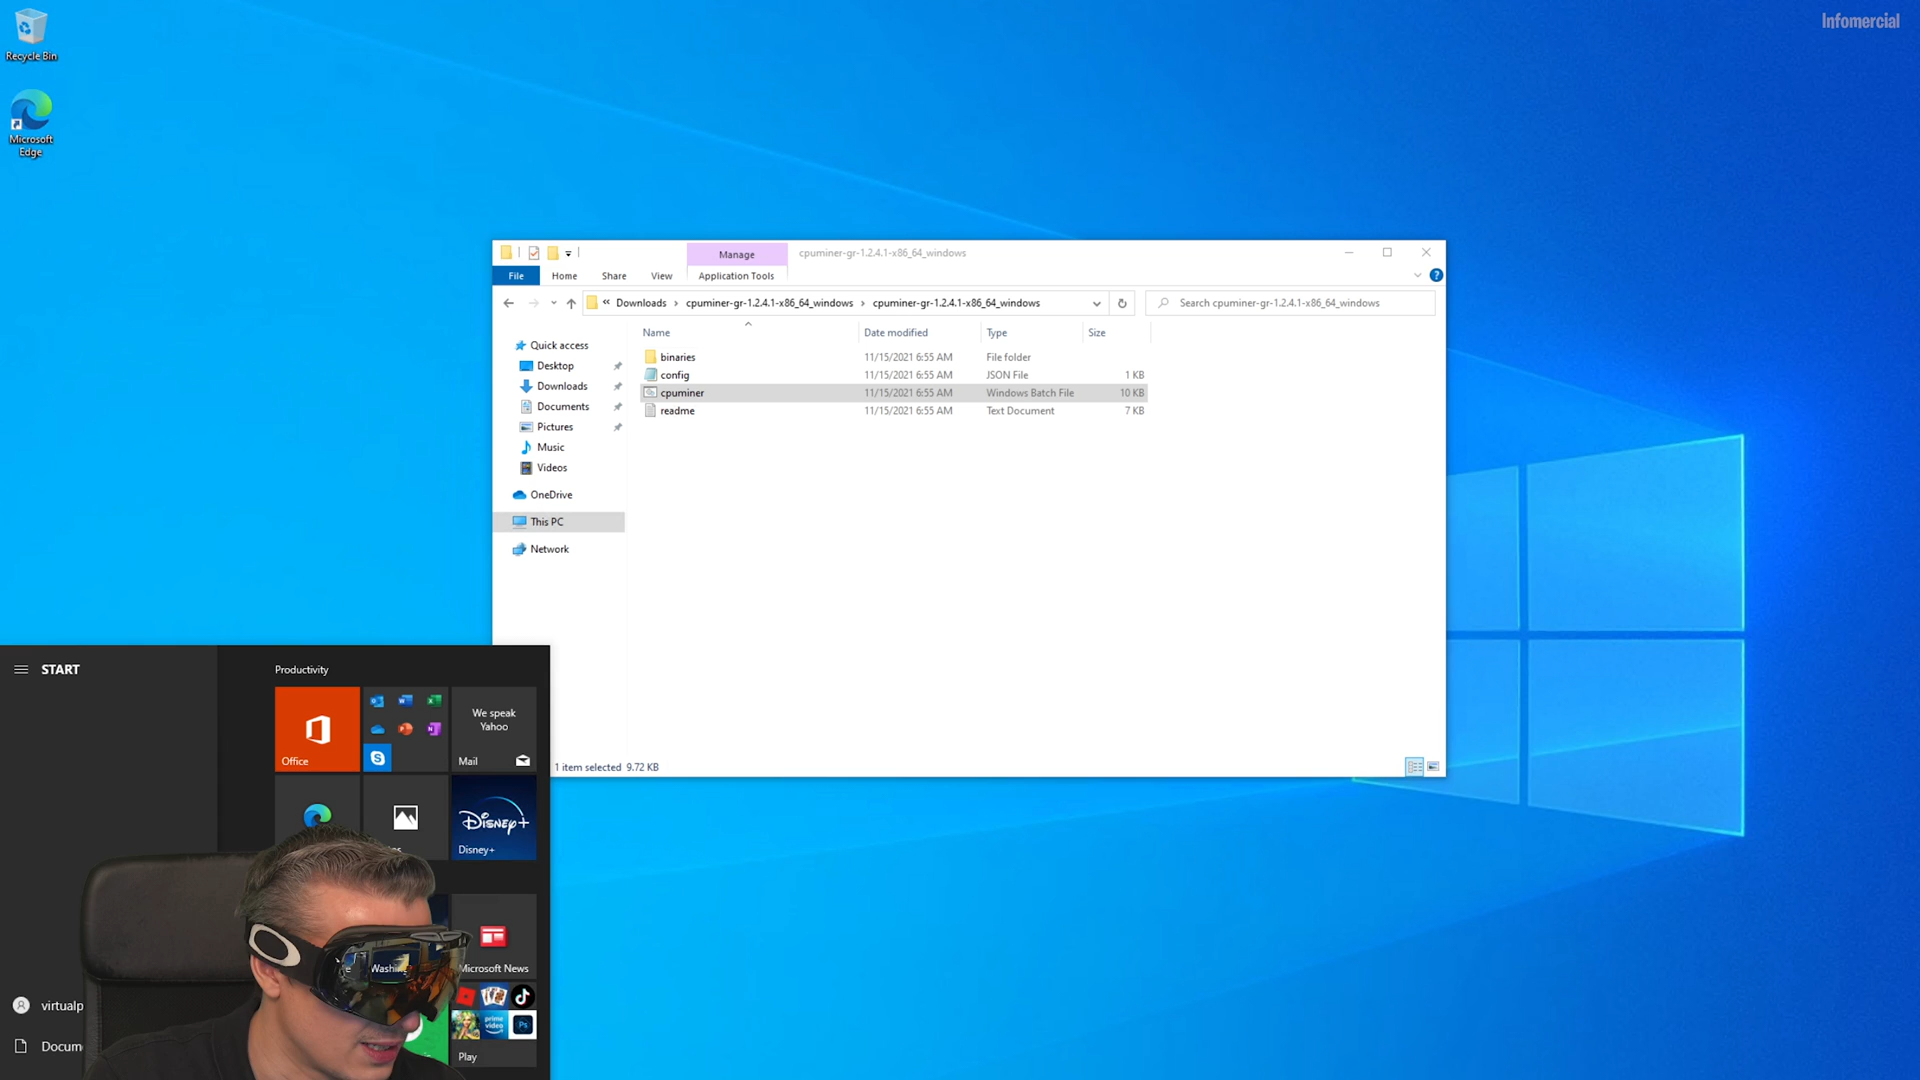 Infomercial
Recycle Bin
Microsoft
Edge
Manage
cpuminer-gr-1.2.4.1-x86_64_windows
File
Home
Share
View
Application Tools
Downloads
cpuminer-gr-1.2.4.1-x86_64_windows
cpuminer-gr-1.2.4.1-x86_64_windows
Search cpuminer-gr-1.2.4.1-x86_64_windows
Name
Date modified
Type
Size
binaries 11/15/2021 6:55 AM File folder
config 11/15/2021 6:55 AM JSON File 1 KB
cpuminer 11/15/2021 6:55 AM Windows Batch File 10 KB
readme 11/15/2021 6:55 AM Text Document 7 KB
Quick access
Desktop
Downloads
Documents
Pictures
Music
Videos
OneDrive
This PC
Network
1 item selected 9.72 KB
START
Productivity
Office
We speak
Yahoo
Mail
Disney+
Disney+
Washin
Microsoft News
prime
video
Ps
Play
virtualp
Docum